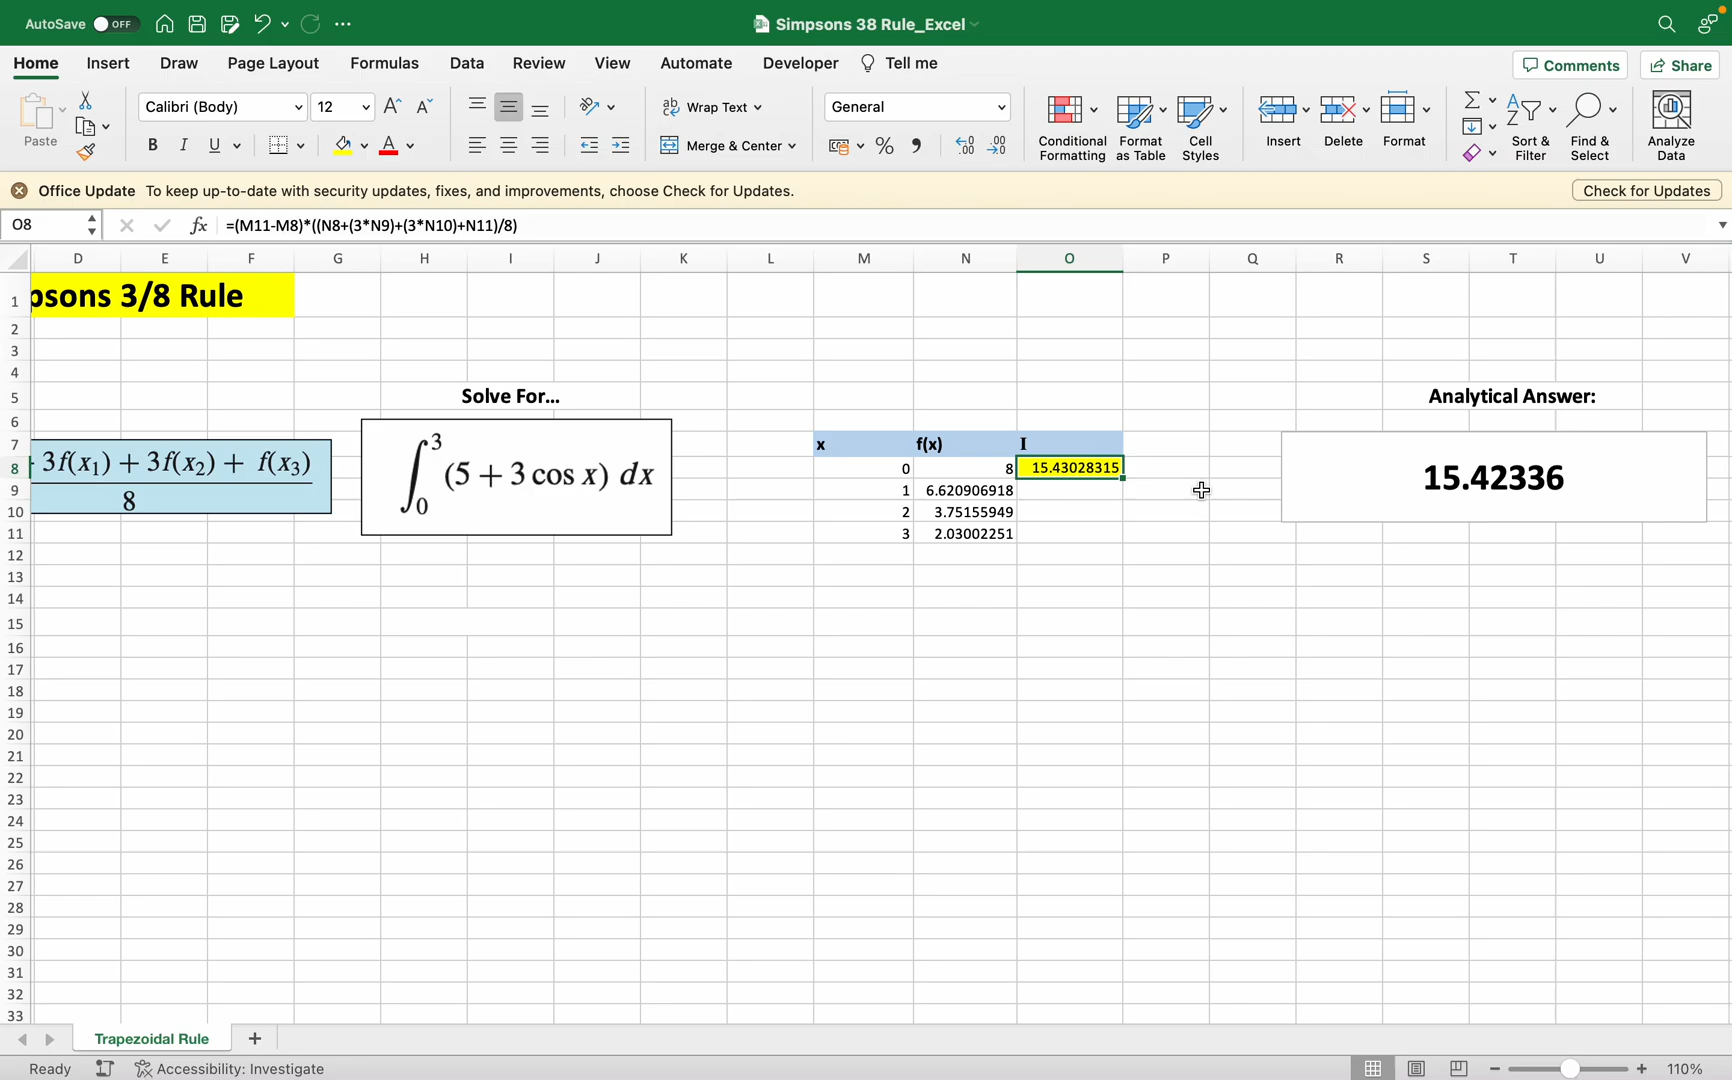 AutoSave OFF Simpsons 38 Rule_Excel
Home Insert Draw Page Layout Formulas Data Review View Automate Developer Tell me Comments Share
Paste Calibri (Body) 12 A^ Aˇ B I U A ab Wrap Text Merge & Center General % , Conditional Formatting Format as Table Cell Styles Insert Delete Format Sort & Filter Find & Select Analyze Data
Office Update To keep up-to-date with security updates, fixes, and improvements, choose Check for Updates. Check for Updates
O8 fx =(M11-M8)*((N8+(3*N9)+(3*N10)+N11)/8)
D E F G H I J K L M N O P Q R S T U V
1 psons 3/8 Rule
2
3
4
5 Solve For... Analytical Answer:
6
7 x f(x) I
8 3f(x₁) + 3f(x₂) + f(x₃) ∫₀³ (5 + 3 cos x) dx 0 8 15.43028315 15.42336
9 8 1 6.620906918
10 2 3.75155949
11 3 2.03002251
12
13
14
15
16
17
18
19
20
21
22
23
24
25
26
27
28
29
30
31
32
33
Trapezoidal Rule +
Ready Accessibility: Investigate 110%